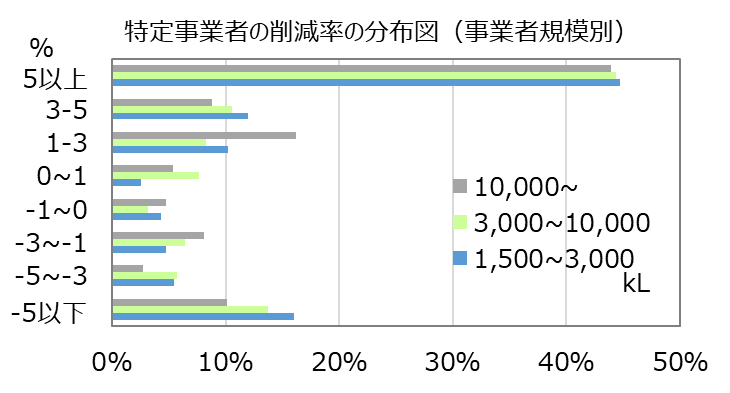 特定事業者の削減率の分布図（事業者規模別）
%
5以上
3-5
1-3
0~1
-1~0
-3~-1
-5~-3
-5以下
10,000~
3,000~10,000
1,500~3,000
kL
0% 10% 20% 30% 40% 50%